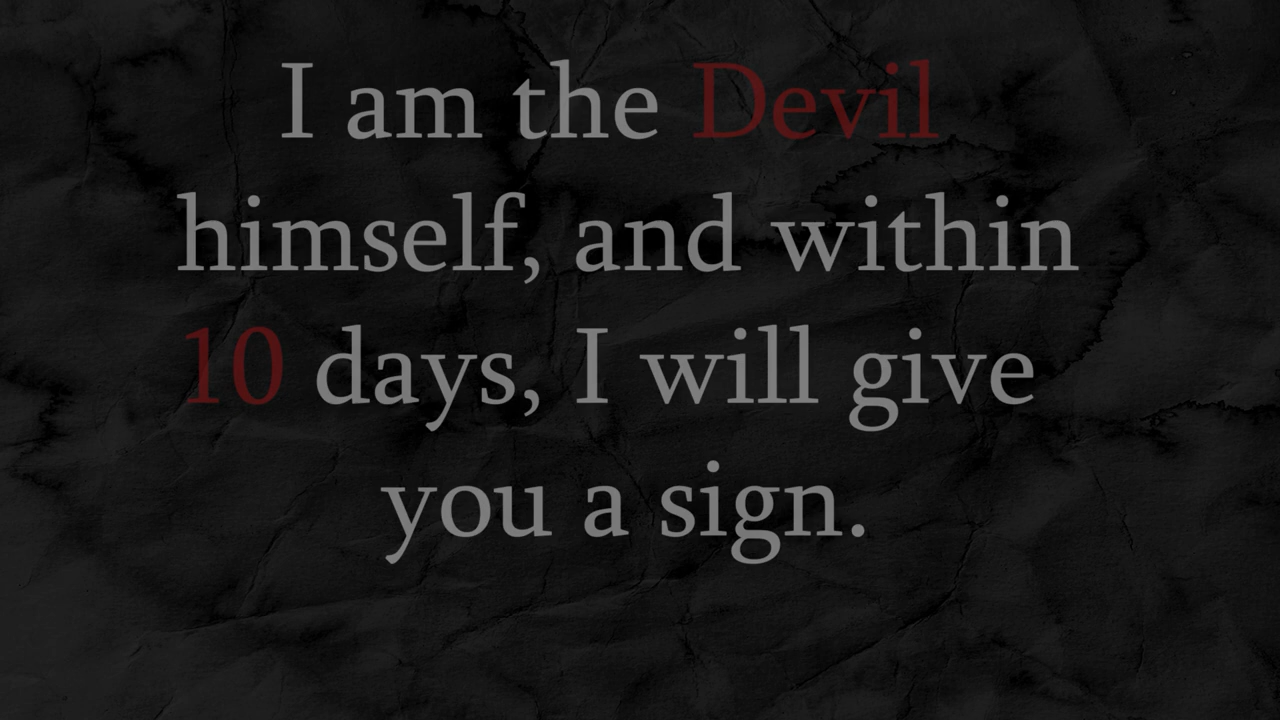 I am the Devil
himself, and within
10 days, I will give
you a sign.